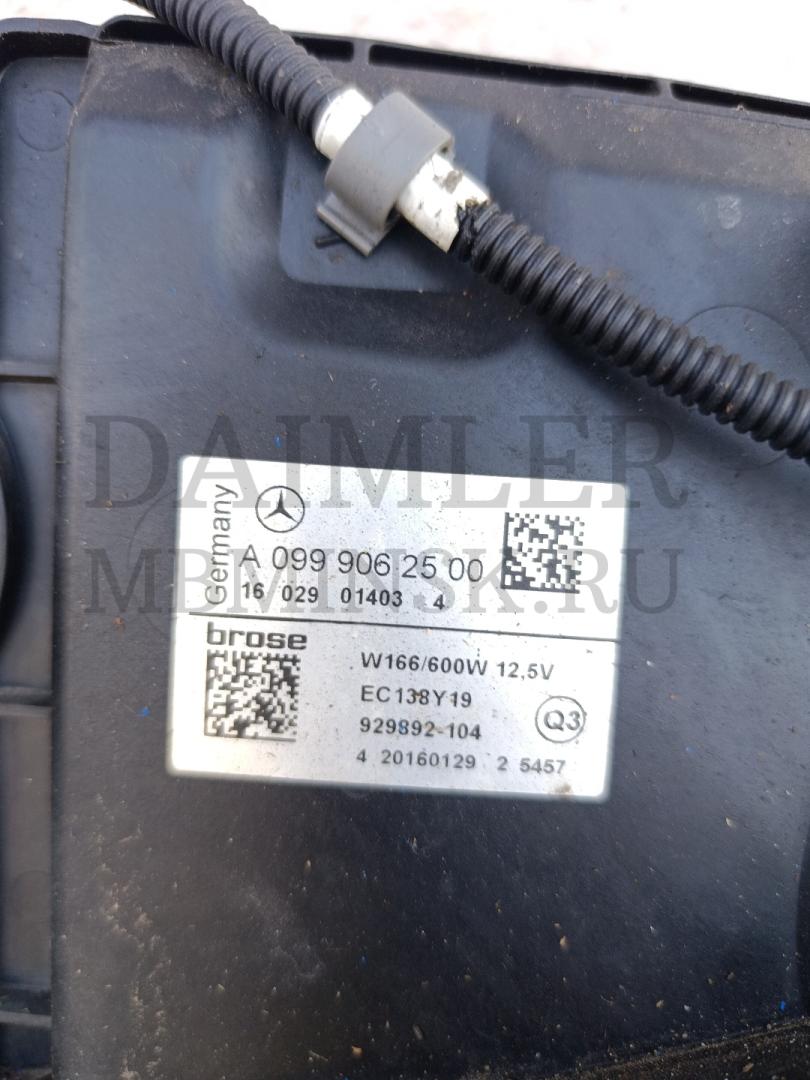 DAIMLER
MBMINSK.RU
Germany
A 099 906 25 00
16 029 01403 4
brose
W166/600W 12,5V
EC138Y19
929892-104
Q3
4 20160129 2 5457